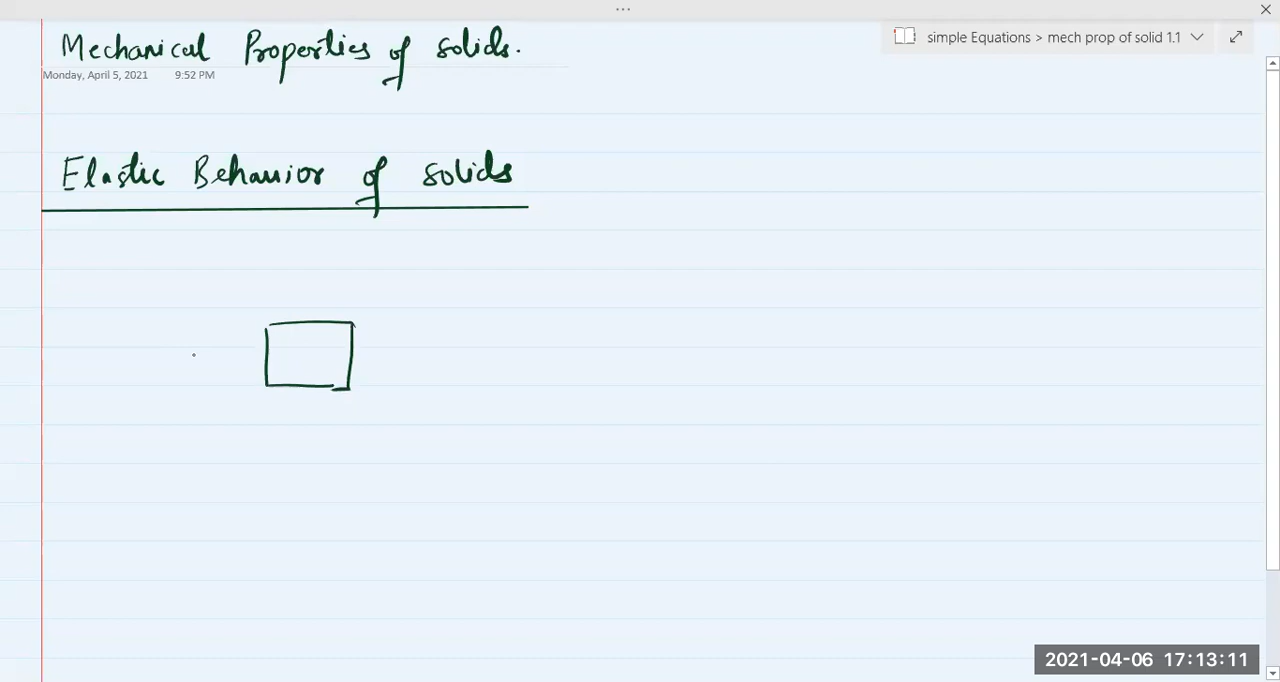 ...
simple Equations > mech prop of solid 1.1
Mechanical Properties of solids.
Monday, April 5, 2021 9:52 PM
Elastic Behavior of solids
2021-04-06 17:13:11